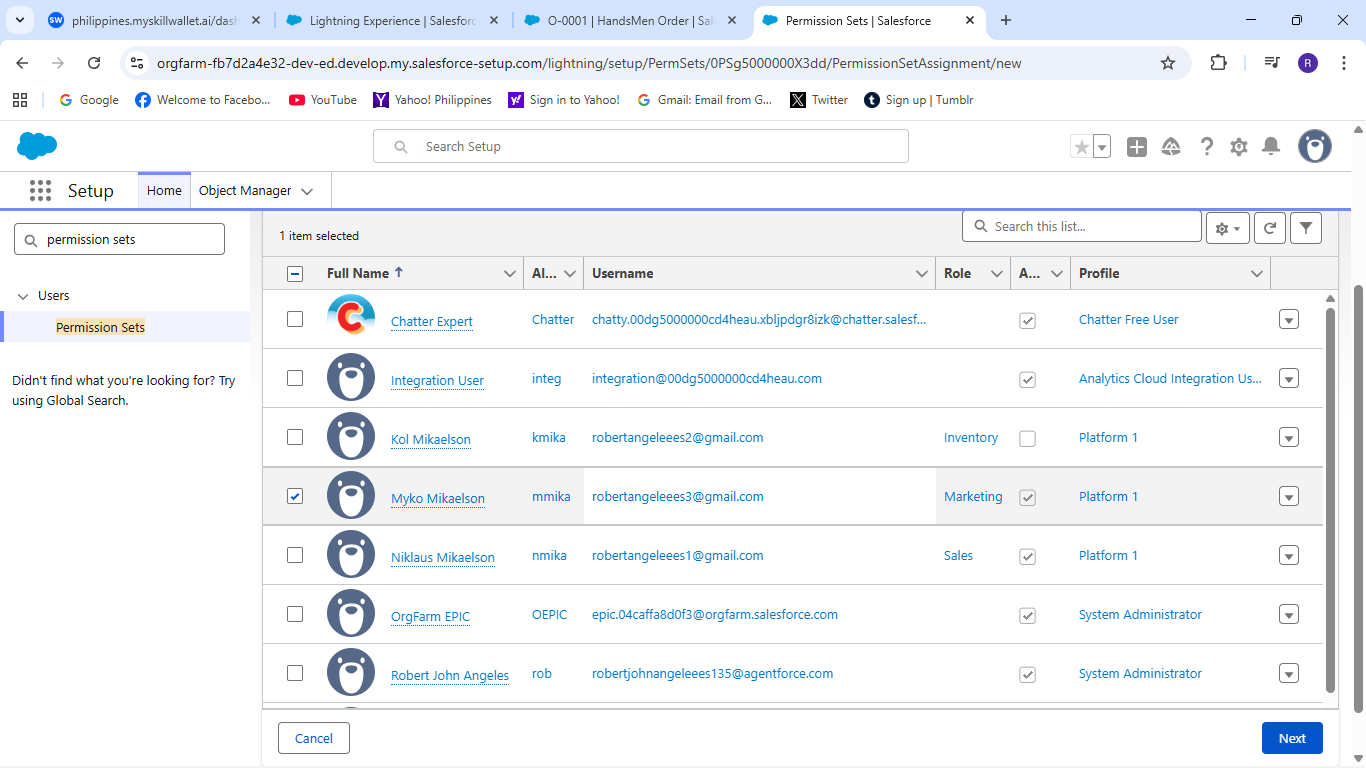 philippines.myskillwallet.ai/dash
Lightning Experience | Salesforc
O-0001 | HandsMen Order | Sal
Permission Sets | Salesforce
orgfarm-fb7d2a4e32-dev-ed.develop.my.salesforce-setup.com/lightning/setup/PermSets/0PSg5000000X3dd/PermissionSetAssignment/new
R
Google
Welcome to Facebo...
YouTube
Yahoo! Philippines
Sign in to Yahoo!
Gmail: Email from G...
Twitter
Sign up | Tumblr
Search Setup
Setup
Home
Object Manager
permission sets
Users
Permission Sets
Didn't find what you're looking for? Try
using Global Search.
1 item selected
Search this list...
Full Name Al... Username Role A... Profile
Chatter Expert Chatter chatty.00dg5000000cd4heau.xbljpdgr8izk@chatter.salesf... Chatter Free User
Integration User integ integration@00dg5000000cd4heau.com Analytics Cloud Integration Us...
Kol Mikaelson kmika robertangeleees2@gmail.com Inventory Platform 1
Myko Mikaelson mmika robertangeleees3@gmail.com Marketing Platform 1
Niklaus Mikaelson nmika robertangeleees1@gmail.com Sales Platform 1
OrgFarm EPIC OEPIC epic.04caffa8d0f3@orgfarm.salesforce.com System Administrator
Robert John Angeles rob robertjohnangeleees135@agentforce.com System Administrator
Cancel
Next